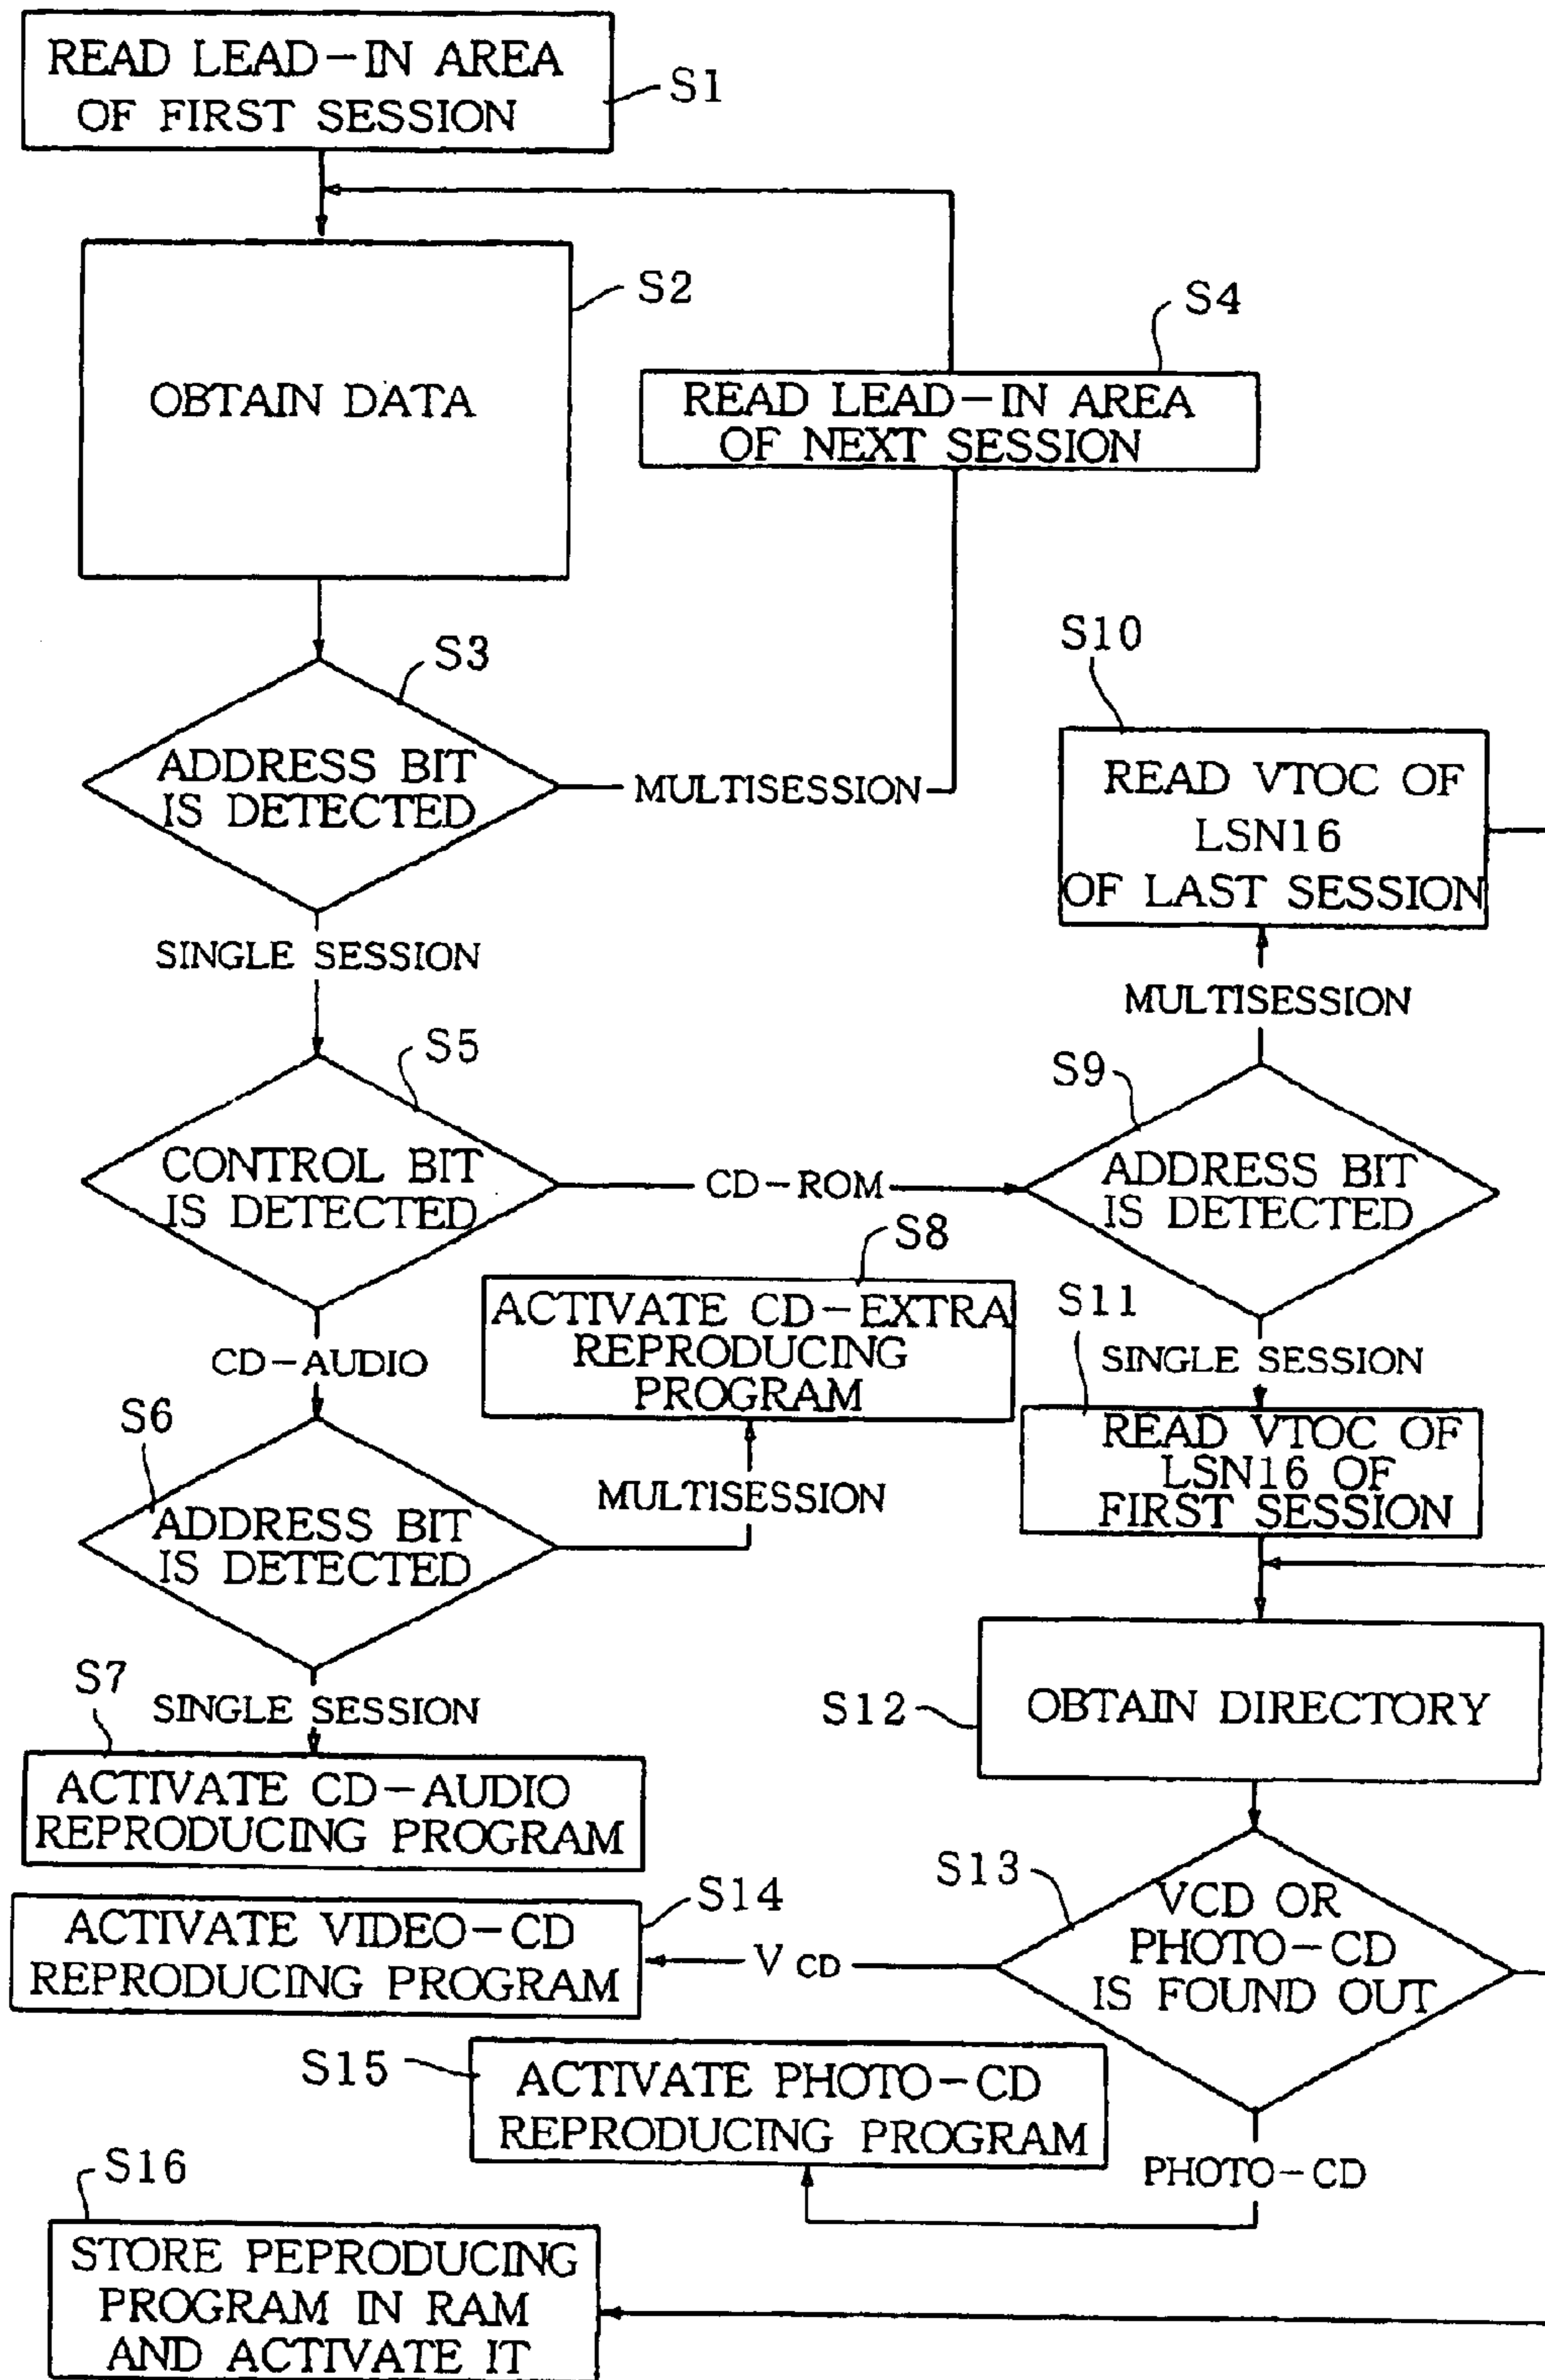 READ LEAD-IN AREA
OF FIRST SESSION
S1
S2
OBTAIN DATA
S4
READ LEAD-IN AREA
OF NEXT SESSION
S3
ADDRESS BIT
IS DETECTED
MULTISESSION
S10
READ VTOC OF
LSN16
OF LAST SESSION
SINGLE SESSION
MULTISESSION
S5
CONTROL BIT
IS DETECTED
CD-ROM
S9
ADDRESS BIT
IS DETECTED
S8
ACTIVATE CD-EXTRA
REPRODUCING
PROGRAM
CD-AUDIO
S11
SINGLE SESSION
READ VTOC OF
LSN16 OF
FIRST SESSION
S6
ADDRESS BIT
IS DETECTED
MULTISESSION
S7
SINGLE SESSION
ACTIVATE CD-AUDIO
REPRODUCING PROGRAM
S12
OBTAIN DIRECTORY
S13
VCD OR
PHOTO-CD
IS FOUND OUT
S14
ACTIVATE VIDEO-CD
REPRODUCING PROGRAM
V CD
S15
ACTIVATE PHOTO-CD
REPRODUCING PROGRAM
PHOTO-CD
S16
STORE PEPRODUCING
PROGRAM IN RAM
AND ACTIVATE IT